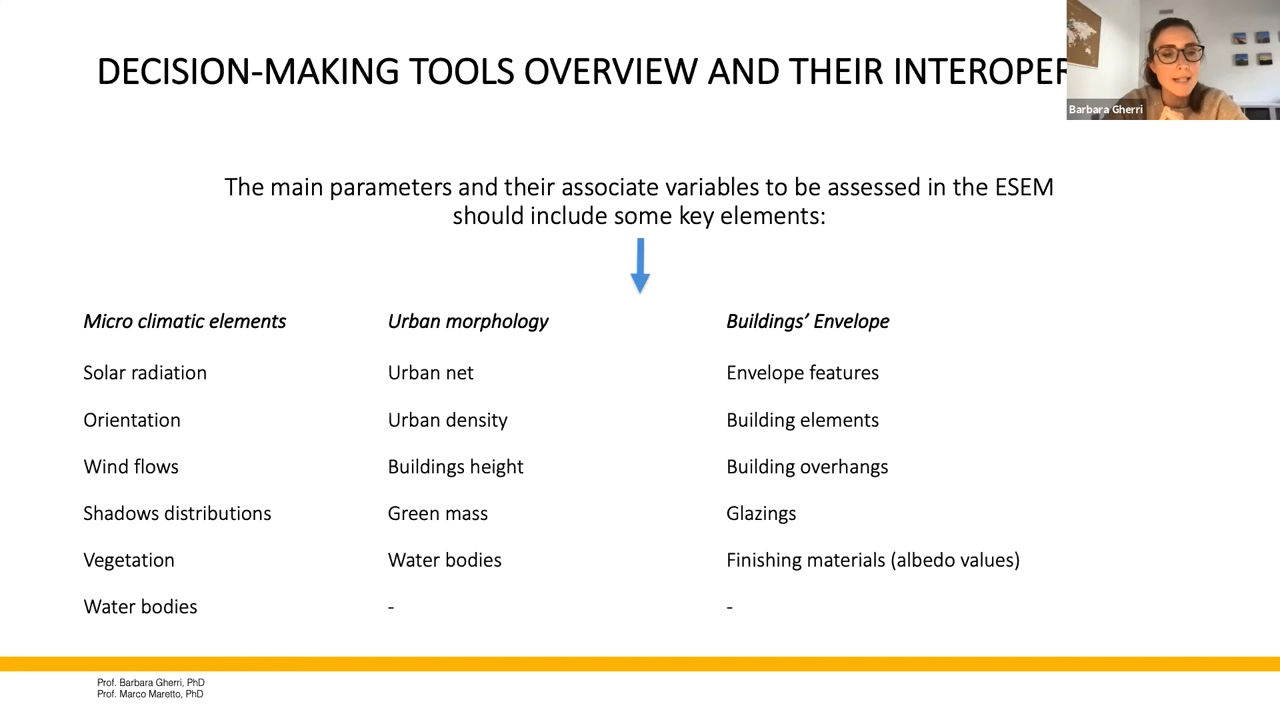 DECISION-MAKING TOOLS OVERVIEW AND THEIR
Barbara Gherri
The main parameters and their associate variables to be assessed in the ESEM
should include some key elements:
Micro climatic elements Urban morphology Buildings’ Envelope
Solar radiation Urban net Envelope features
Orientation Urban density Building elements
Wind flows Buildings height Building overhangs
Shadows distributions Green mass Glazings
Vegetation Water bodies Finishing materials (albedo values)
Water bodies - -
Prof. Barbara Gherri, PhD
Prof. Marco Maretto, PhD